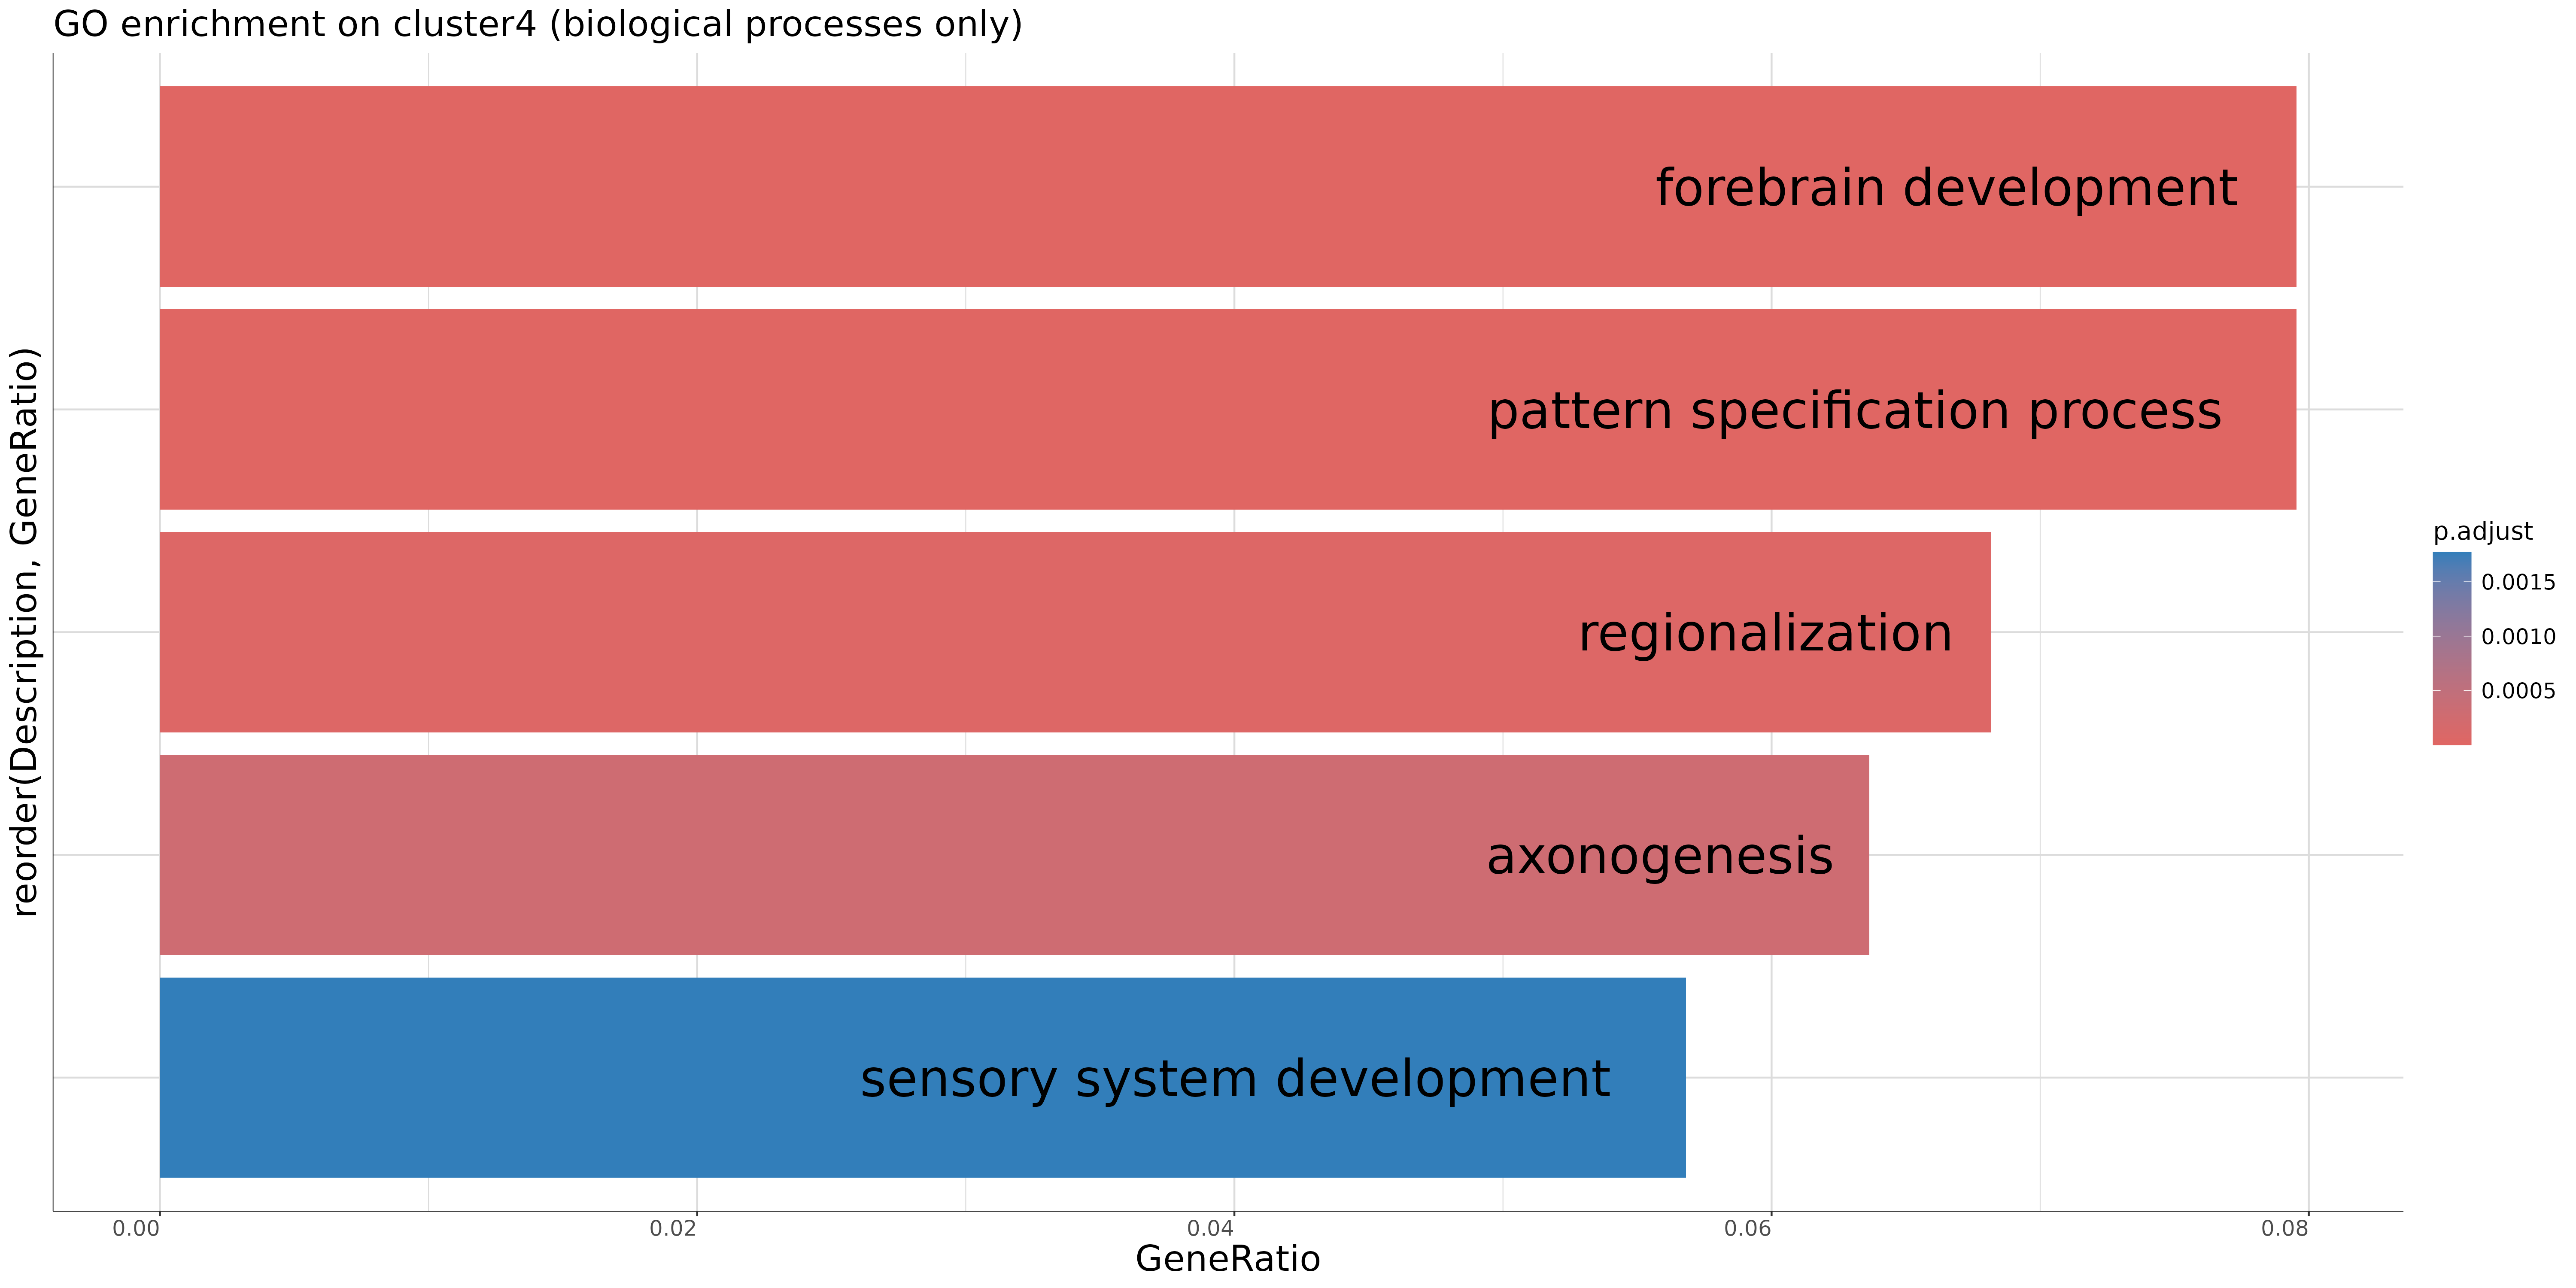 GO enrichment on cluster4 (biological processes only)
reorder(Description, GeneRatio)
forebrain development
pattern specification process
regionalization
axonogenesis
sensory system development
p.adjust
0.0015
0.0010
0.0005
0.00 0.02 0.04 0.06 0.08
GeneRatio